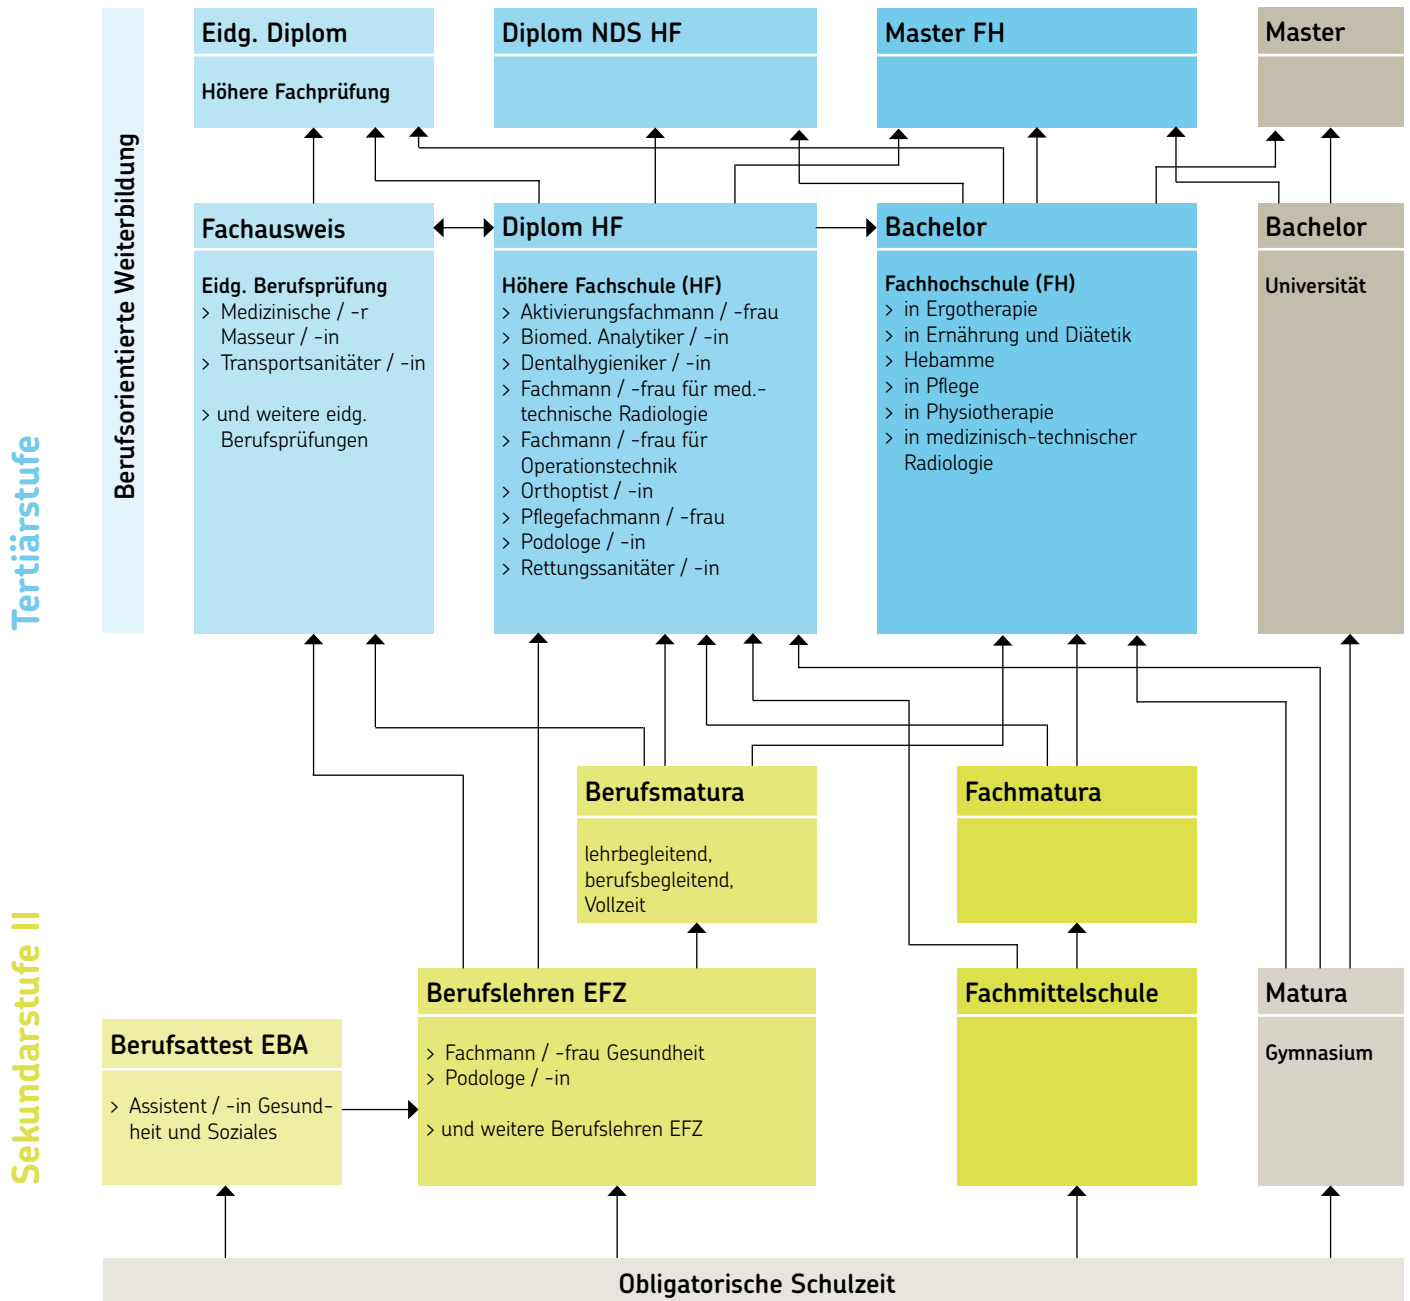 Eidg. Diplom
Höhere Fachprüfung
Diplom NDS HF
Master FH
Master
Berufsorientierte Weiterbildung
Tertiärstufe
Fachausweis
Eidg. Berufsprüfung
> Medizinische / -r
Masseur / -in
> Transportsanitäter / -in
> und weitere eidg.
Berufsprüfungen
Diplom HF
Höhere Fachschule (HF)
> Aktivierungsfachmann / -frau
> Biomed. Analytiker / -in
> Dentalhygieniker / -in
> Fachmann / -frau für med.-
technische Radiologie
> Fachmann / -frau für
Operationstechnik
> Orthoptist / -in
> Pflegefachmann / -frau
> Podologe / -in
> Rettungssanitäter / -in
Bachelor
Fachhochschule (FH)
> in Ergotherapie
> in Ernährung und Diätetik
> Hebamme
> in Pflege
> in Physiotherapie
> in medizinisch-technischer
Radiologie
Bachelor
Universität
Sekundarstufe II
Berufsmatura
lehrbegleitend,
berufsbegleitend,
Vollzeit
Fachmatura
Berufsattest EBA
> Assistent / -in Gesund-
heit und Soziales
Berufslehren EFZ
> Fachmann / -frau Gesundheit
> Podologe / -in
> und weitere Berufslehren EFZ
Fachmittelschule
Matura
Gymnasium
Obligatorische Schulzeit